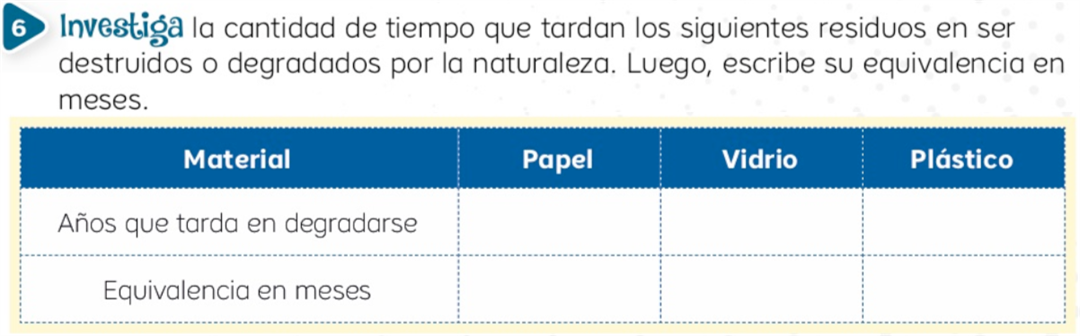 6 Investiga la cantidad de tiempo que tardan los siguientes residuos en ser
destruidos o degradados por la naturaleza. Luego, escribe su equivalencia en
meses.
Material Papel Vidrio Plástico
Años que tarda en degradarse
Equivalencia en meses